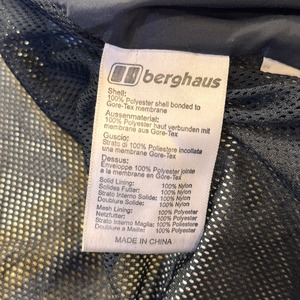 berghaus
Shell:
100% Polyester shell bonded to
Gore-Tex membrane
Aussenmaterial:
100% Polyester haut verbunden mit
membrane aus Gore-Tex
Guscio:
Strato di 100% Poliestere incollata
una membrane Gore-Tex
Dessus:
Enveloppe 100% Polyester jointe
à la membrane en Gore-Tex
Solid Lining: 100% Nylon
Solides Futter: 100% Nylon
Strato Interno Solido: 100% Nylon
Doublure Solide: 100% Nylon
Mesh Lining: 100% Polyester
Netzfutter: 100% Polyester
Strato Interno Maglia: 100% Poliestere
Doublure a Maille: 100% Polyester
MADE IN CHINA